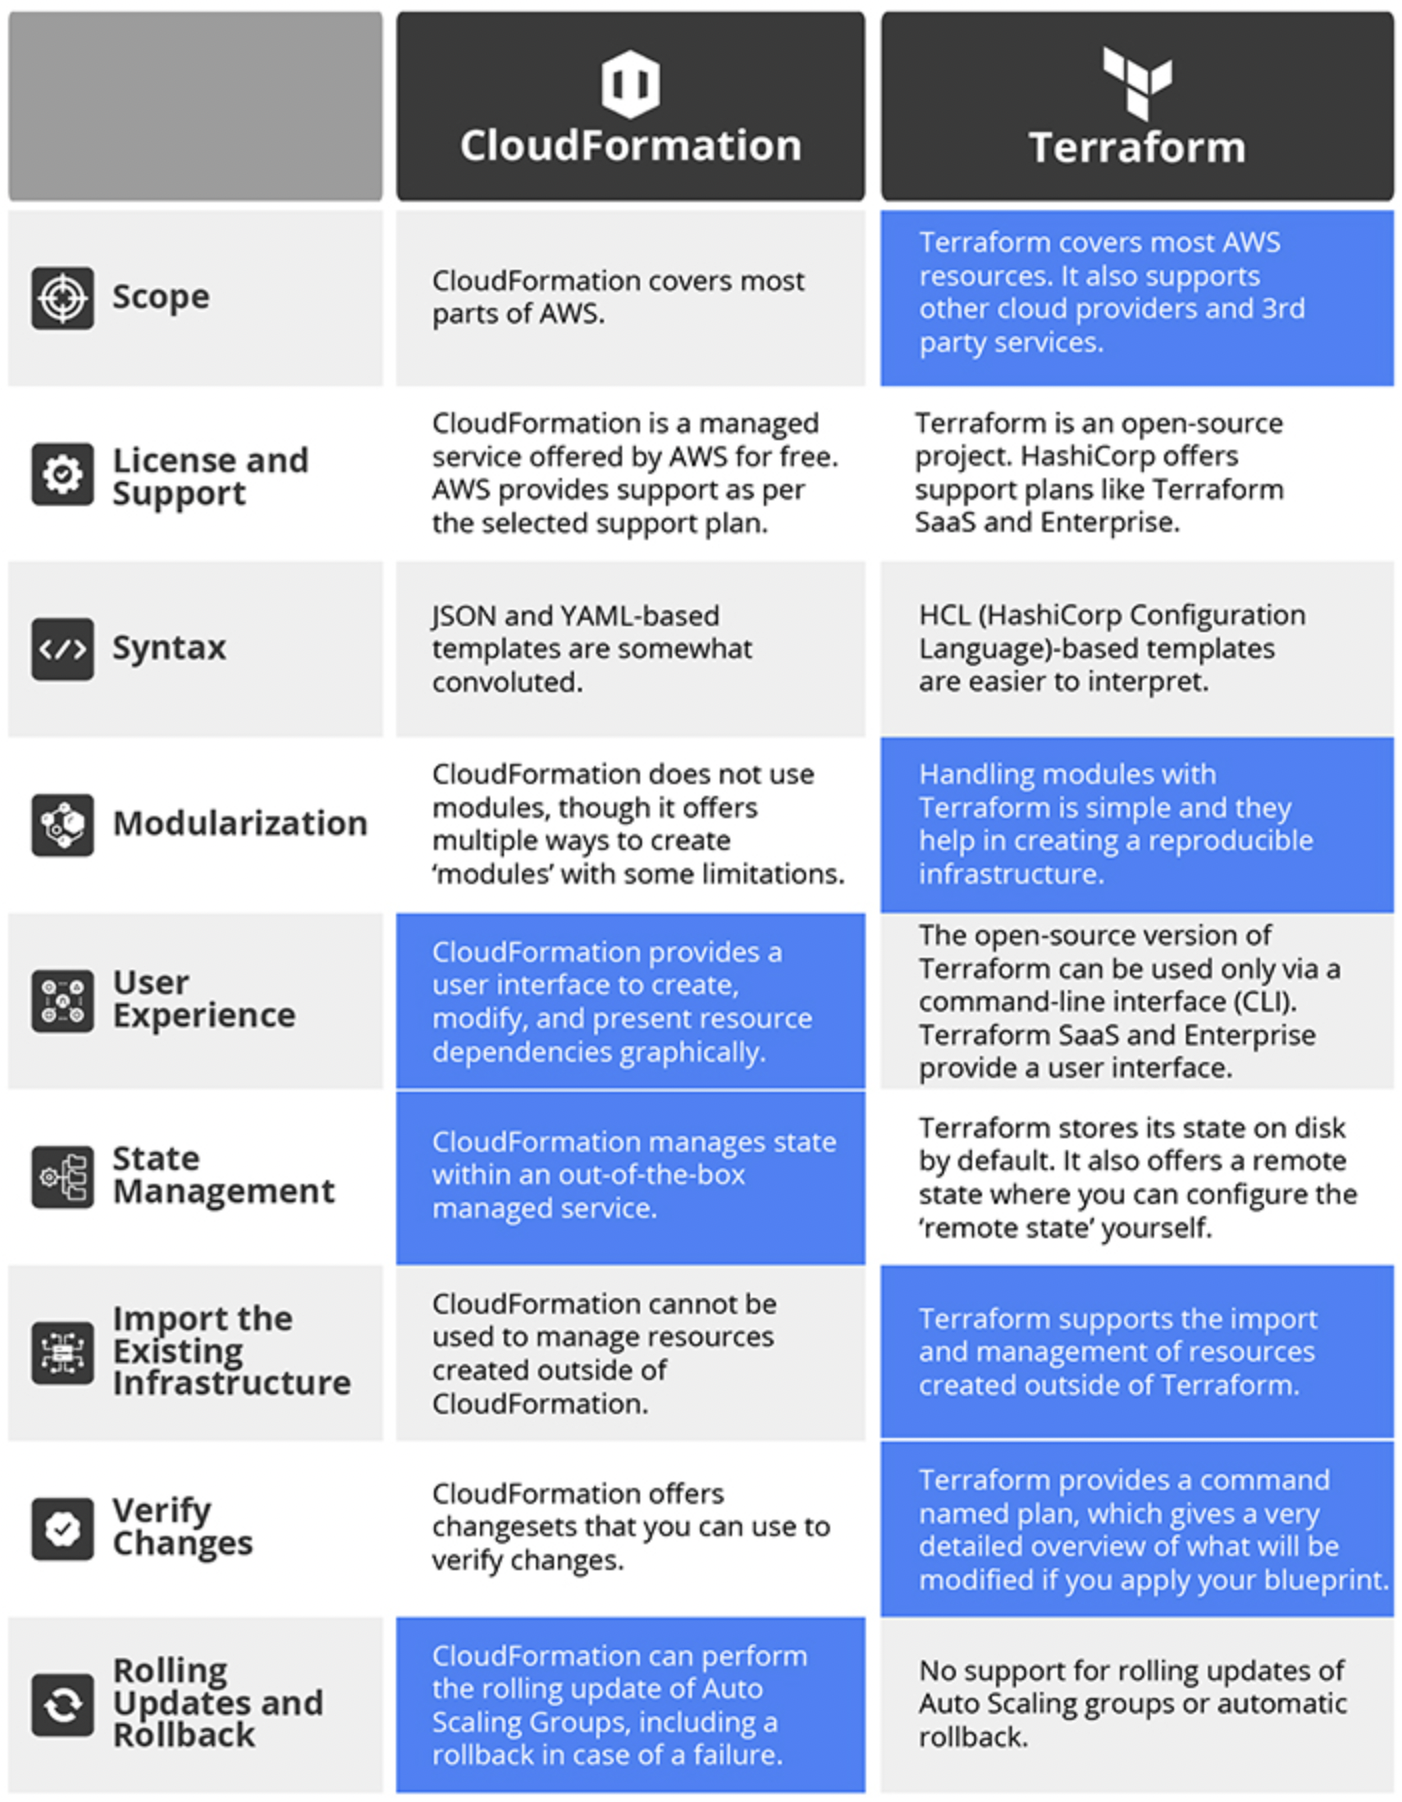 CloudFormation
Terraform
Scope
CloudFormation covers most
parts of AWS.
Terraform covers most AWS
resources. It also supports
other cloud providers and 3rd
party services.
License and
Support
CloudFormation is a managed
service offered by AWS for free.
AWS provides support as per
the selected support plan.
Terraform is an open-source
project. HashiCorp offers
support plans like Terraform
SaaS and Enterprise.
Syntax
JSON and YAML-based
templates are somewhat
convoluted.
HCL (HashiCorp Configuration
Language)-based templates
are easier to interpret.
Modularization
CloudFormation does not use
modules, though it offers
multiple ways to create
‘modules’ with some limitations.
Handling modules with
Terraform is simple and they
help in creating a reproducible
infrastructure.
User
Experience
CloudFormation provides a
user interface to create,
modify, and present resource
dependencies graphically.
The open-source version of
Terraform can be used only via a
command-line interface (CLI).
Terraform SaaS and Enterprise
provide a user interface.
State
Management
CloudFormation manages state
within an out-of-the-box
managed service.
Terraform stores its state on disk
by default. It also offers a remote
state where you can configure the
‘remote state’ yourself.
Import the
Existing
Infrastructure
CloudFormation cannot be
used to manage resources
created outside of
CloudFormation.
Terraform supports the import
and management of resources
created outside of Terraform.
Verify
Changes
CloudFormation offers
changesets that you can use to
verify changes.
Terraform provides a command
named plan, which gives a very
detailed overview of what will be
modified if you apply your blueprint.
Rolling
Updates and
Rollback
CloudFormation can perform
the rolling update of Auto
Scaling Groups, including a
rollback in case of a failure.
No support for rolling updates of
Auto Scaling groups or automatic
rollback.